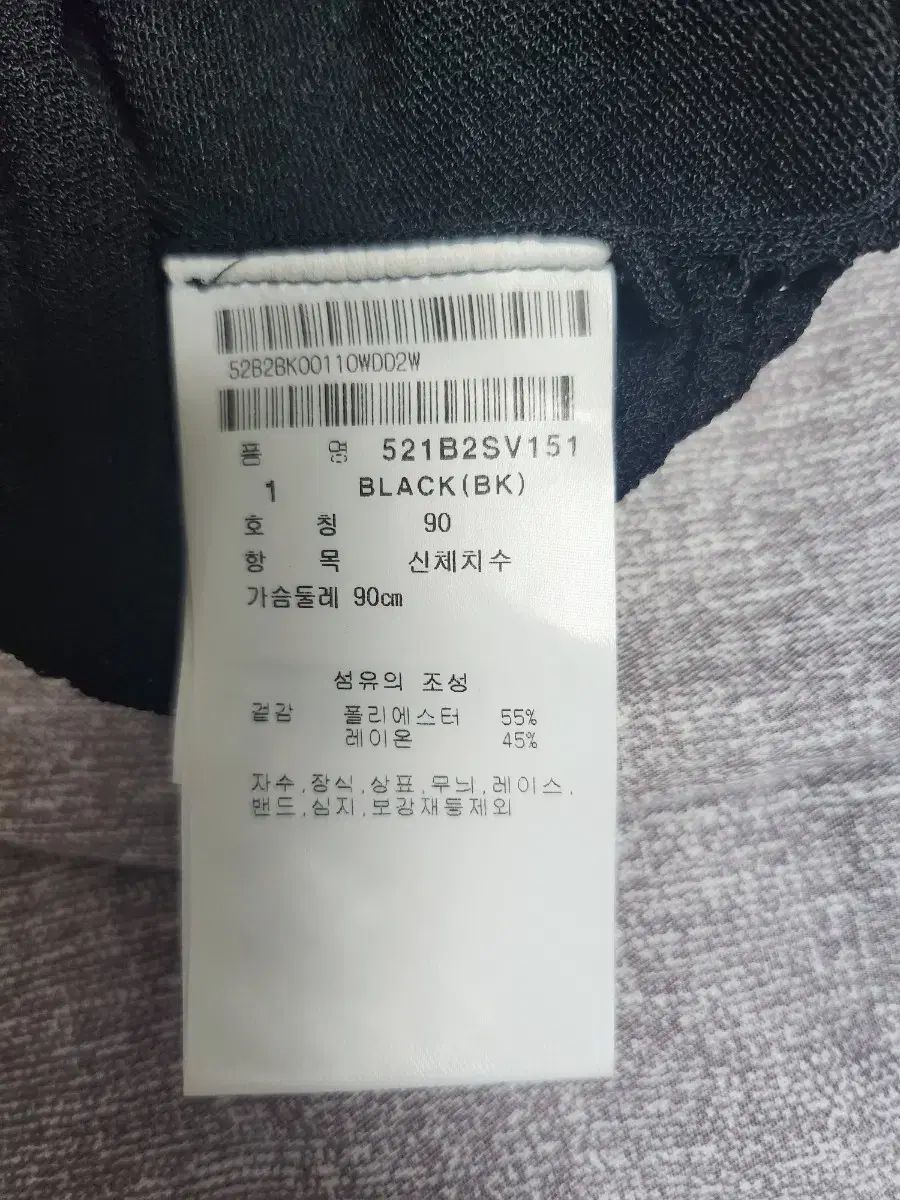 52B2BK00110WDD2W
품 명 521B2SV151
1 BLACK(BK)
호 칭 90
항 목 신체치수
가슴둘레 90cm
섬유의 조성
겉감 폴리에스터 55%
레이온 45%
자수,장식,상표,무늬,레이스,
밴드,심지,보강재둥제외